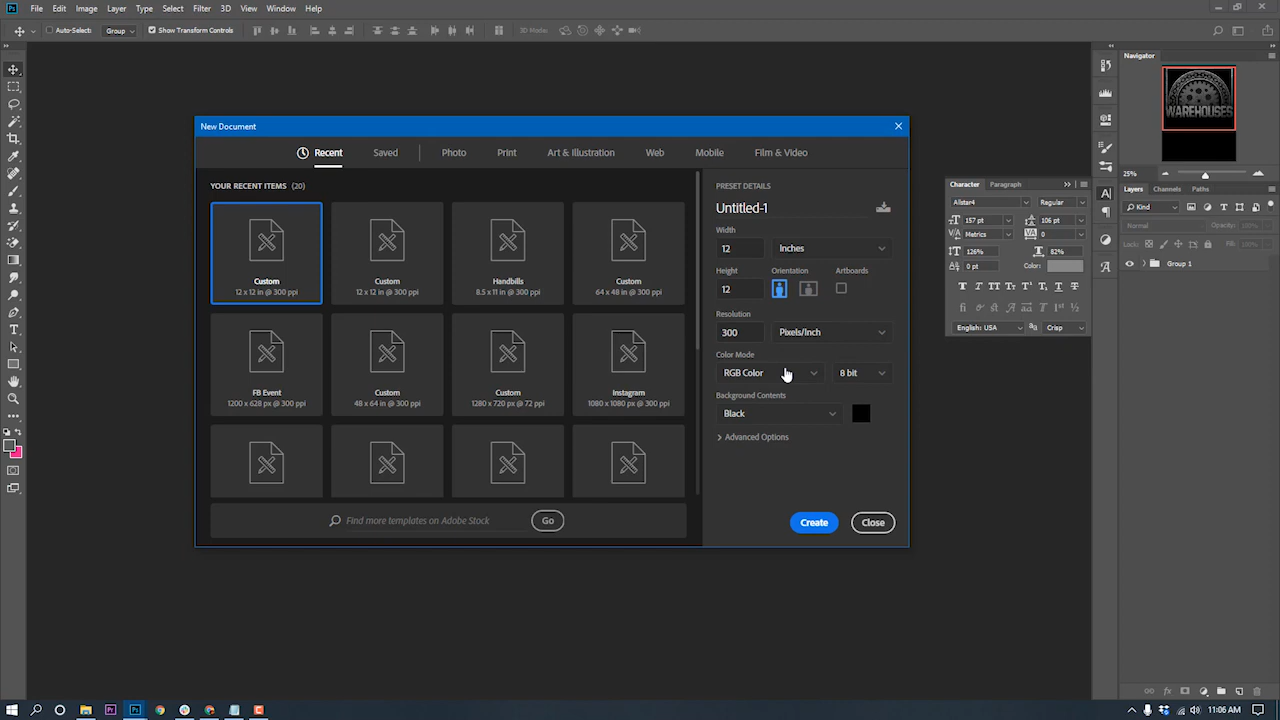 Ps File Edit Image Layer Type Select Filter 3D View Window Help
Auto-Select: Group Show Transform Controls 3D Mode:
Navigator
WAREHOUSES
25%
New Document
Recent Saved Photo Print Art & Illustration Web Mobile Film & Video
YOUR RECENT ITEMS (20)
Custom
12 x 12 in @ 300 ppi
Custom
12 x 12 in @ 300 ppi
Handbills
8.5 x 11 in @ 300 ppi
Custom
64 x 48 in @ 300 ppi
FB Event
1200 x 628 px @ 300 ppi
Custom
48 x 64 in @ 300 ppi
Custom
1280 x 720 px @ 72 ppi
Instagram
1080 x 1080 px @ 300 ppi
Find more templates on Adobe Stock Go
PRESET DETAILS
Untitled-1
Width
12 Inches
Height Orientation Artboards
12
Resolution
300 Pixels/Inch
Color Mode
RGB Color 8 bit
Background Contents
Black
Advanced Options
Create Close
Character Paragraph
Allstar4 Regular
157 pt 106 pt
Metrics 0
126% 82%
0 pt Color:
English: USA Crisp
Layers Channels Paths
Kind
Normal Opacity:
Lock: Fill: 100%
Group 1
11:06 AM